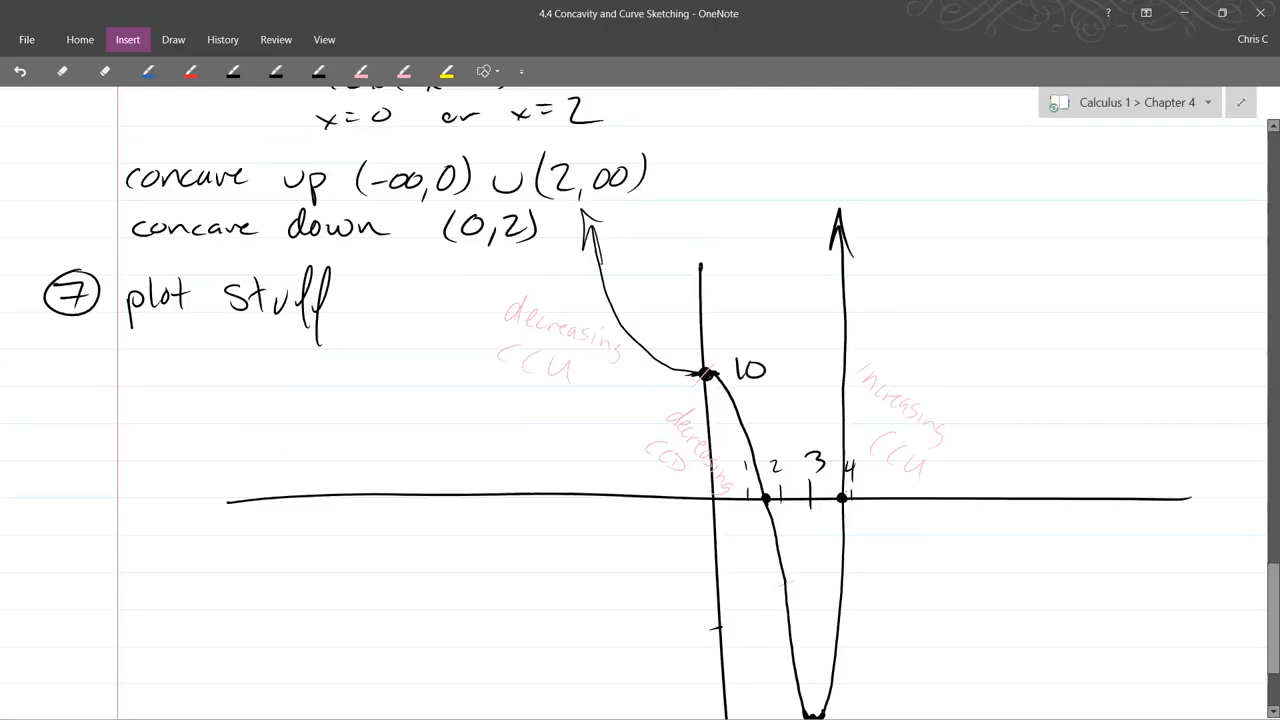 4.4 Concavity and Curve Sketching - OneNote
File Home Insert Draw History Review View
Chris C
Calculus 1 > Chapter 4
x=0 or x=2
concave up (-∞,0) ∪ (2,∞)
concave down (0,2)
7 plot stuff
decreasing
CCU
10
decreasing
CCD
increasing
CCU
1 2 3 4